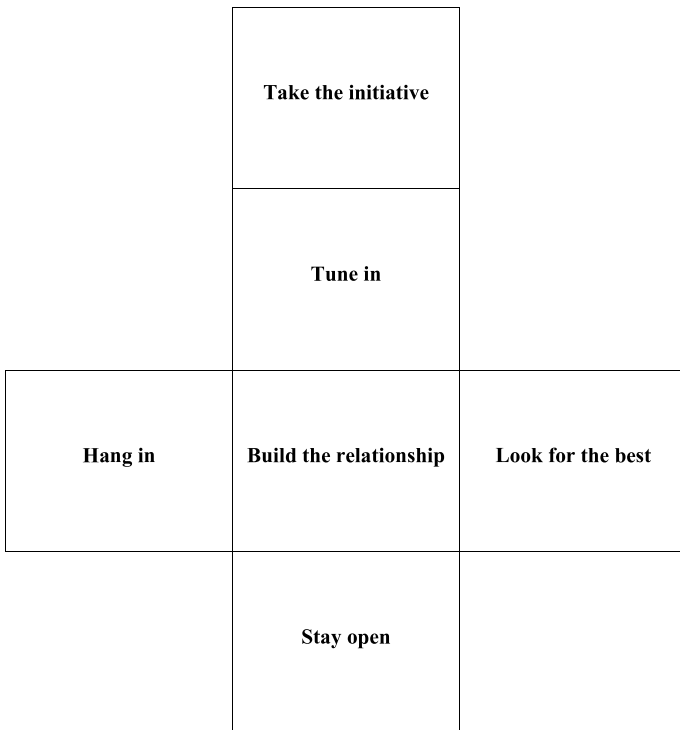 Take the initiative
Tune in
Hang in
Build the relationship
Look for the best
Stay open